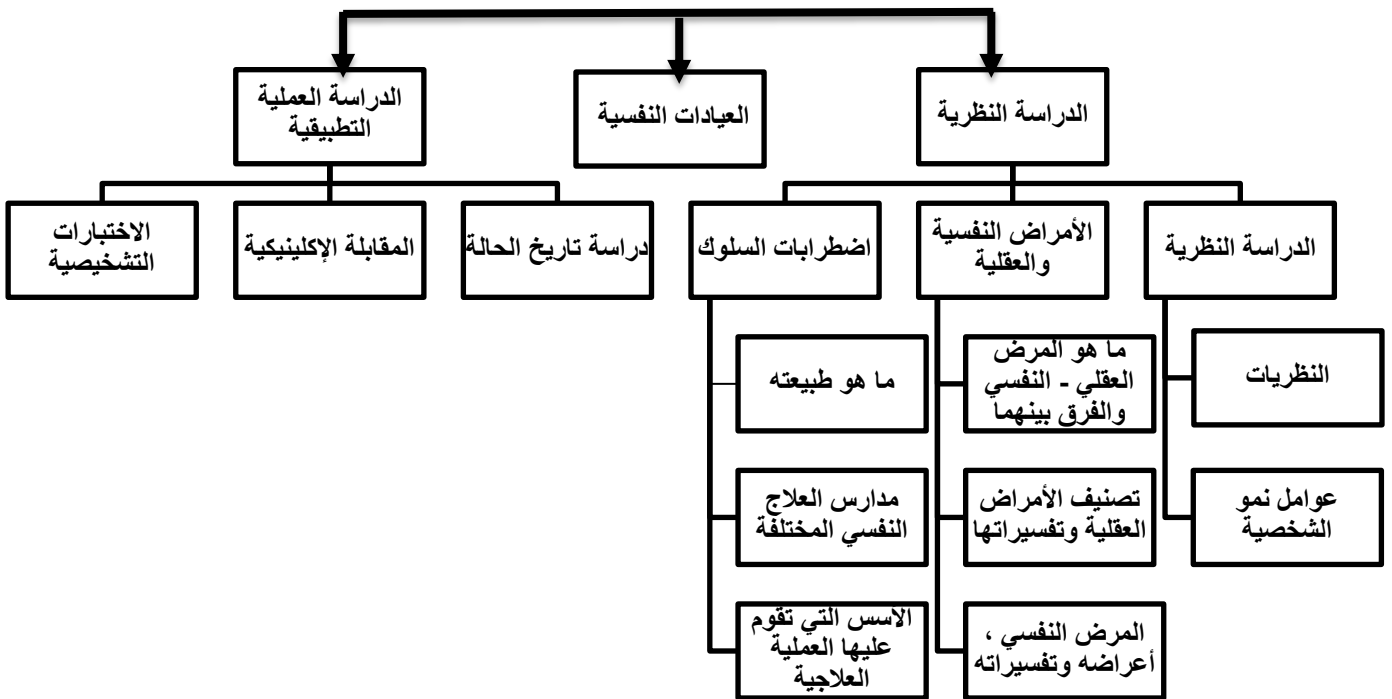 الدراسة النظرية
العيادات النفسية
الدراسة العملية
التطبيقية
الدراسة النظرية
الأمراض النفسية
والعقلية
اضطرابات السلوك
دراسة تاريخ الحالة
المقابلة الإكلينيكية
الاختبارات
التشخيصية
النظريات
عوامل نمو
الشخصية
ما هو المرض
العقلي - النفسي
والفرق بينهما
تصنيف الأمراض
العقلية وتفسيراتها
المرض النفسي ،
أعراضه وتفسيراته
ما هو طبيعته
مدارس العلاج
النفسي المختلفة
الاسس التي تقوم
عليها العملية
العلاجية